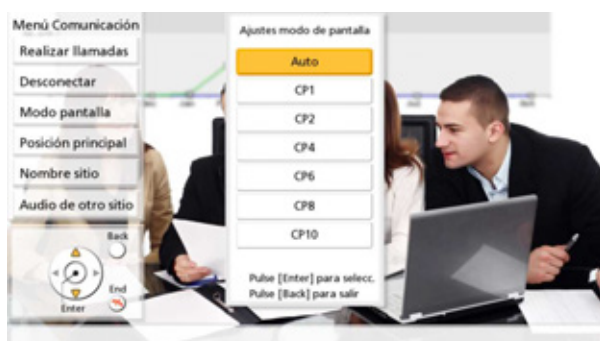 Menú Comunicación
Realizar llamadas
Desconectar
Modo pantalla
Posición principal
Nombre sitio
Audio de otro sitio
Back
End
Enter
Ajustes modo de pantalla
Auto
CP1
CP2
CP4
CP6
CP8
CP10
Pulse [Enter] para selecc.
Pulse [Back] para salir